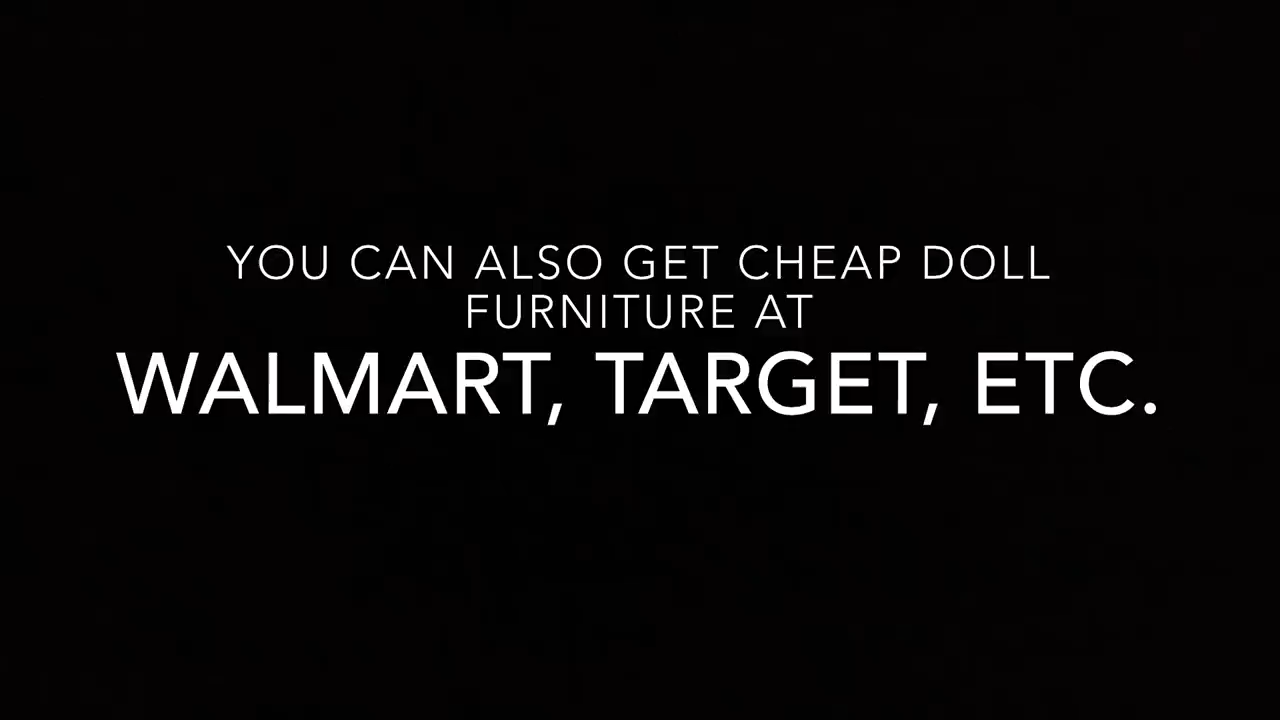 YOU CAN ALSO GET CHEAP DOLL
FURNITURE AT
WALMART, TARGET, ETC.